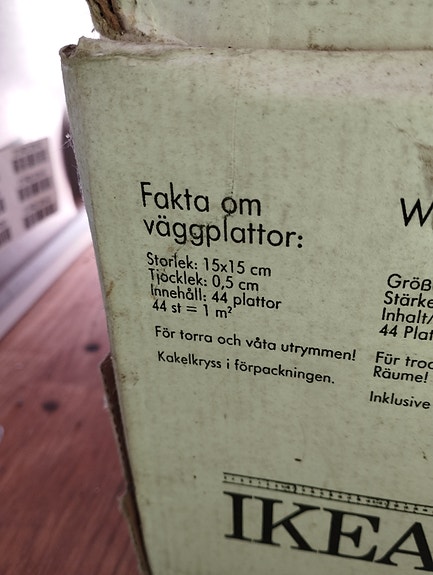 Fakta om
väggplattor:
Storlek: 15x15 cm
Tjocklek: 0,5 cm
Innehåll: 44 plattor
44 st = 1 m²
För torra och våta utrymmen!
Kakelkryss i förpackningen.
W
Größ
Stärke
Inhalt/
44 Plat
Für troc
Räume!
Inklusive
IKEA